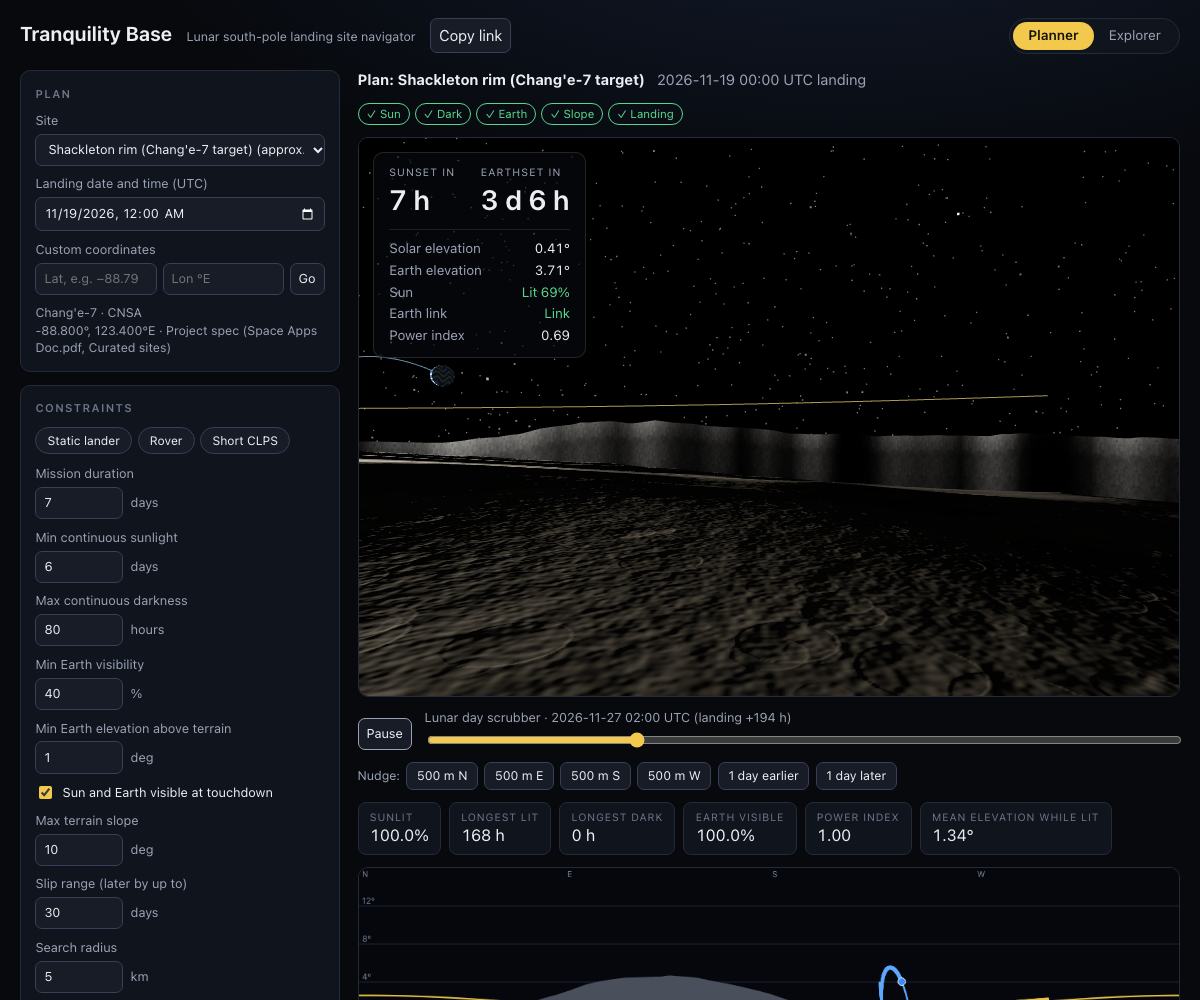 Tranquility Base Lunar south-pole landing site navigator Copy link Planner Explorer
PLAN
Site
Shackleton rim (Chang'e-7 target) (approx.
Landing date and time (UTC)
11/19/2026, 12:00 AM
Custom coordinates
Lat, e.g. −88.79 Lon °E Go
Chang'e-7 · CNSA
-88.800°, 123.400°E · Project spec (Space Apps
Doc.pdf, Curated sites)
CONSTRAINTS
Static lander Rover Short CLPS
Mission duration
7 days
Min continuous sunlight
6 days
Max continuous darkness
80 hours
Min Earth visibility
40 %
Min Earth elevation above terrain
1 deg
Sun and Earth visible at touchdown
Max terrain slope
10 deg
Slip range (later by up to)
30 days
Search radius
5 km
Plan: Shackleton rim (Chang'e-7 target) 2026-11-19 00:00 UTC landing
✓ Sun ✓ Dark ✓ Earth ✓ Slope ✓ Landing
SUNSET IN EARTHSET IN
7 h 3 d 6 h
Solar elevation 0.41°
Earth elevation 3.71°
Sun Lit 69%
Earth link Link
Power index 0.69
Pause Lunar day scrubber · 2026-11-27 02:00 UTC (landing +194 h)
Nudge: 500 m N 500 m E 500 m S 500 m W 1 day earlier 1 day later
SUNLIT LONGEST LIT LONGEST DARK EARTH VISIBLE POWER INDEX MEAN ELEVATION WHILE LIT
100.0% 168 h 0 h 100.0% 1.00 1.34°
N E S W
12°
8°
4°